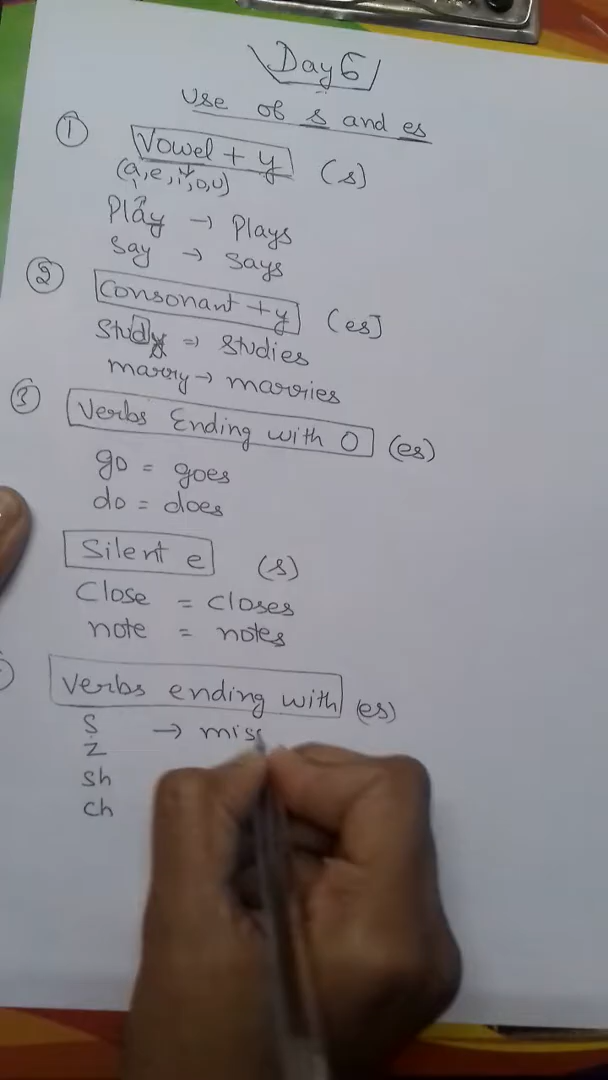 Day 6
Use of s and es
① Vowel + y (s)
(a, e, i, o, u)
Play → Plays
Say → Says
② Consonant + y (es]
Study ⇒ Studies
marry → marries
③ Verbs Ending with O (es)
go = goes
do = does
Silent e (s)
Close = closes
note = notes
Verbs ending with (es)
S → miss
Z
sh
ch